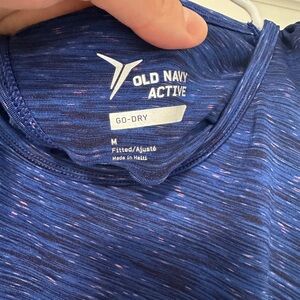 OLD NAVY
ACTIVE
GO-DRY
M
Fitted/Ajusté
Made in Haiti